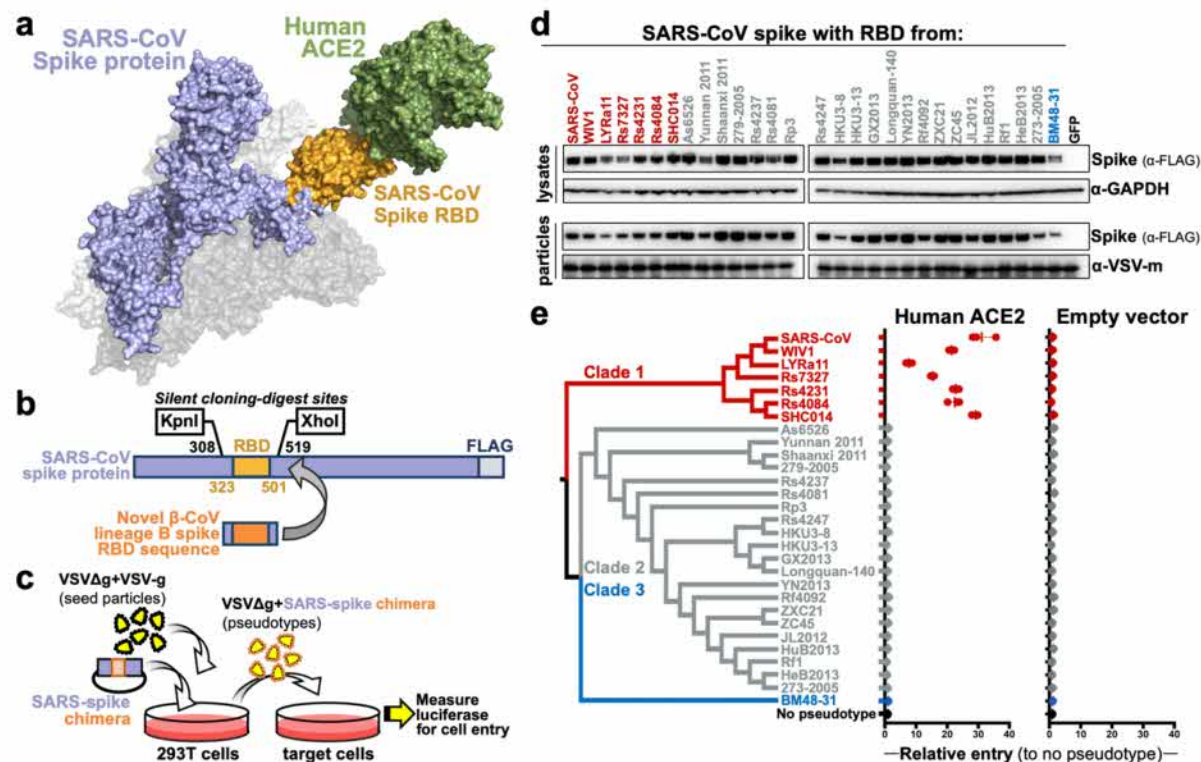 a
SARS-CoV
Spike protein
Human
ACE2
SARS-CoV
Spike RBD
b
Silent cloning-digest sites
KpnI
XhoI
308
RBD
519
FLAG
SARS-CoV
spike protein
323
501
Novel β-CoV
lineage B spike
RBD sequence
c
VSVΔg+VSV-g
(seed particles)
VSVΔg+SARS-spike chimera
(pseudotypes)
SARS-spike
chimera
293T cells
target cells
Measure
luciferase
for cell entry
d
SARS-CoV spike with RBD from:
SARS-CoV
WIV1
LYRa11
Rs7327
Rs4231
Rs4084
SHC014
As6526
Yunnan 2011
Shaanxi 2011
279-2005
Rs4237
Rs4081
Rp3
Rs4247
HKU3-8
HKU3-13
GX2013
Longquan-140
YN2013
Rf4092
ZXC21
ZC45
JL2012
HuB2013
Rf1
HeB2013
273-2005
BM48-31
GFP
lysates
Spike (α-FLAG)
α-GAPDH
particles
Spike (α-FLAG)
α-VSV-m
e
Human ACE2
Empty vector
Clade 1
Clade 2
Clade 3
SARS-CoV
WIV1
LYRa11
Rs7327
Rs4231
Rs4084
SHC014
As6526
Yunnan 2011
Shaanxi 2011
279-2005
Rs4237
Rs4081
Rp3
Rs4247
HKU3-8
HKU3-13
GX2013
Longquan-140
YN2013
Rf4092
ZXC21
ZC45
JL2012
HuB2013
Rf1
HeB2013
273-2005
BM48-31
No pseudotype
0 10 20 30 40
0 10 20 30 40
Relative entry (to no pseudotype)